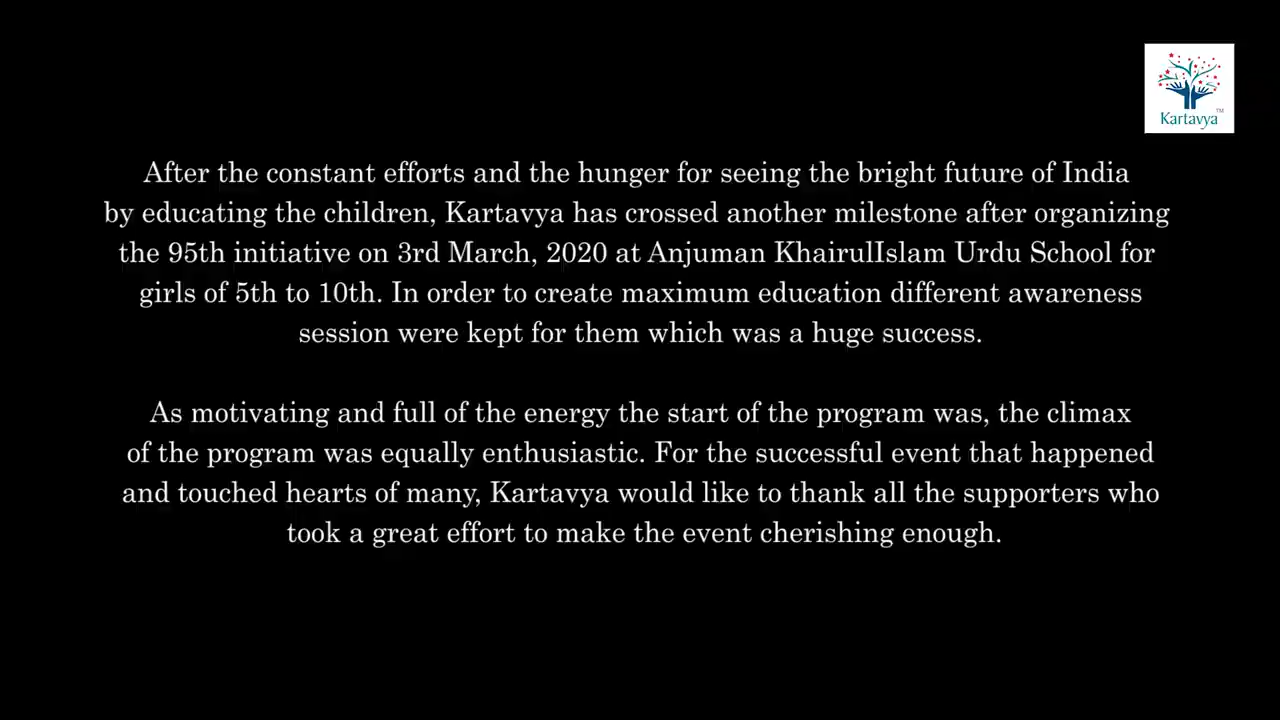 Kartavya™
After the constant efforts and the hunger for seeing the bright future of India
by educating the children, Kartavya has crossed another milestone after organizing
the 95th initiative on 3rd March, 2020 at Anjuman KhairulIslam Urdu School for
girls of 5th to 10th. In order to create maximum education different awareness
session were kept for them which was a huge success.
As motivating and full of the energy the start of the program was, the climax
of the program was equally enthusiastic. For the successful event that happened
and touched hearts of many, Kartavya would like to thank all the supporters who
took a great effort to make the event cherishing enough.